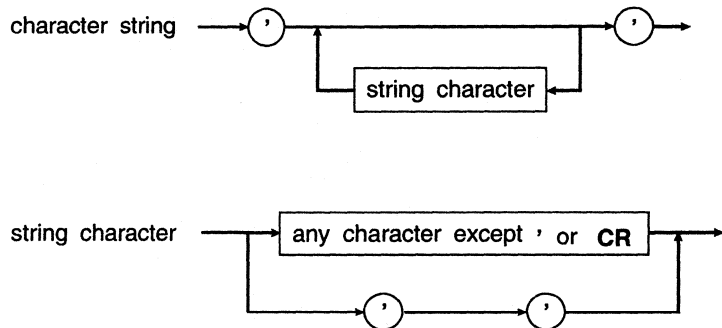 character string ’ ’
string character
string character any character except ’ or CR
’ ’